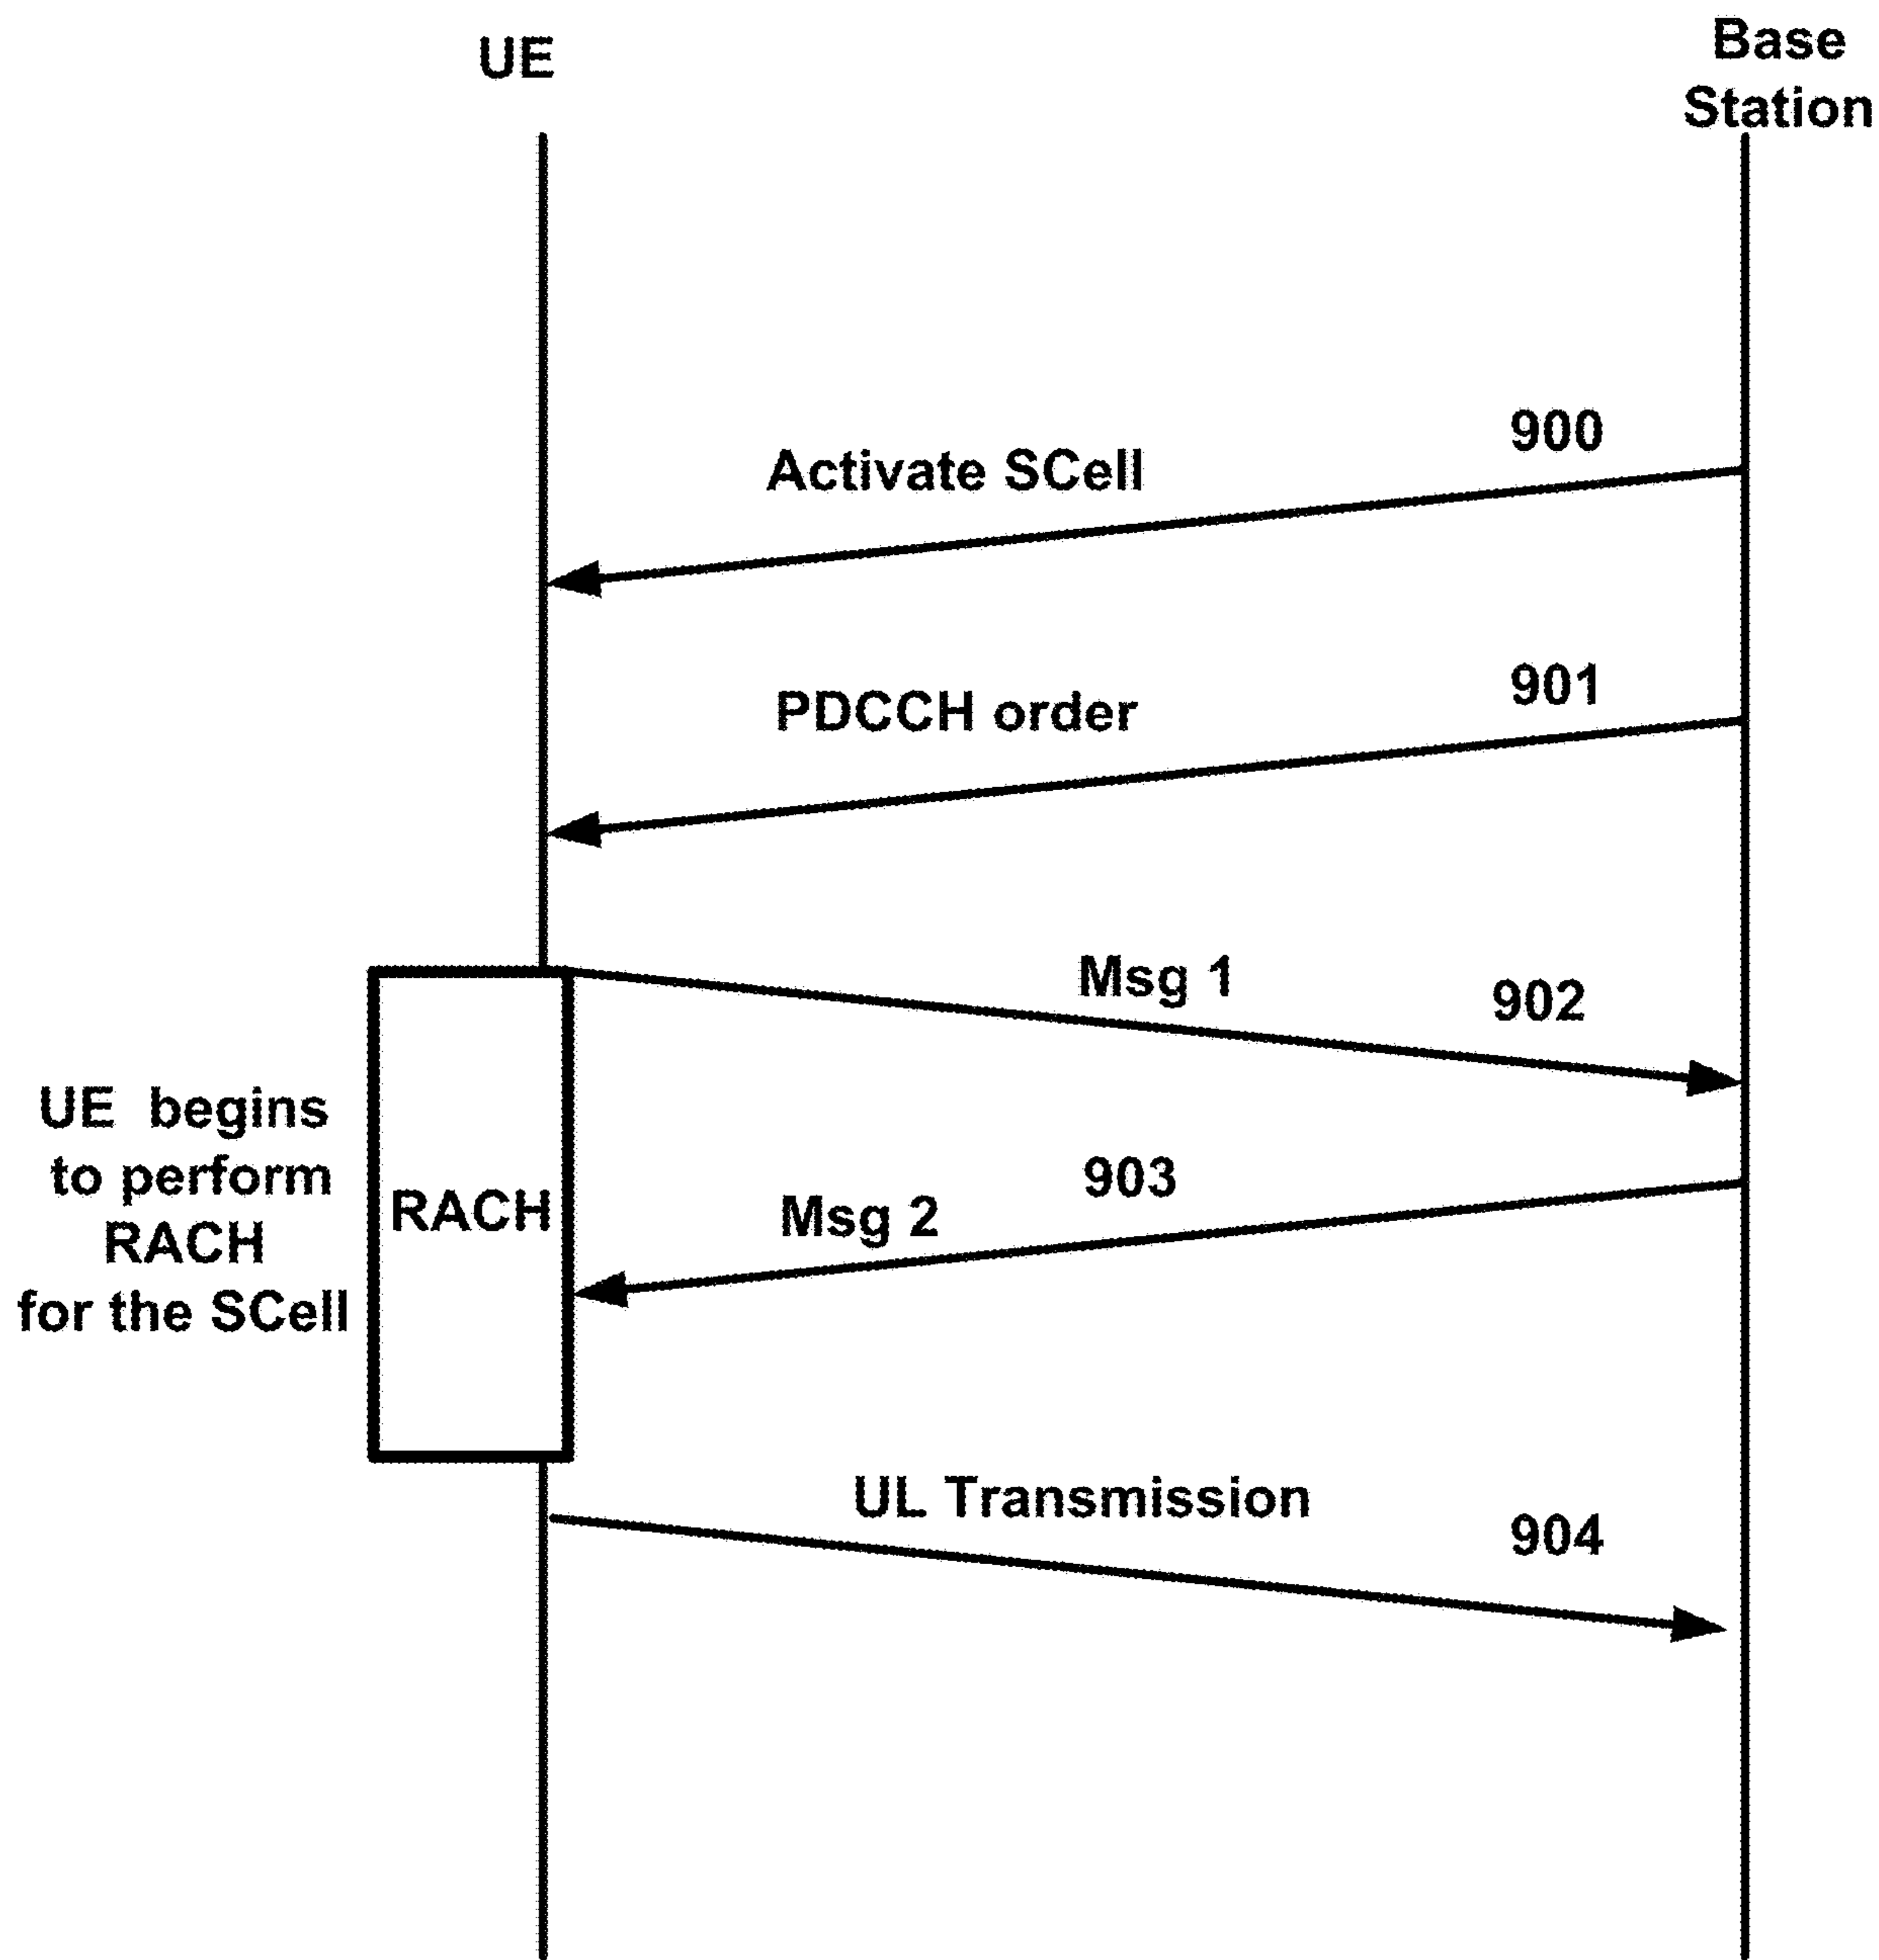 UE
Base
Station
900
Activate SCell
901
PDCCH order
Msg 1
902
UE begins
to perform
RACH
for the SCell
RACH
903
Msg 2
UL Transmission
904